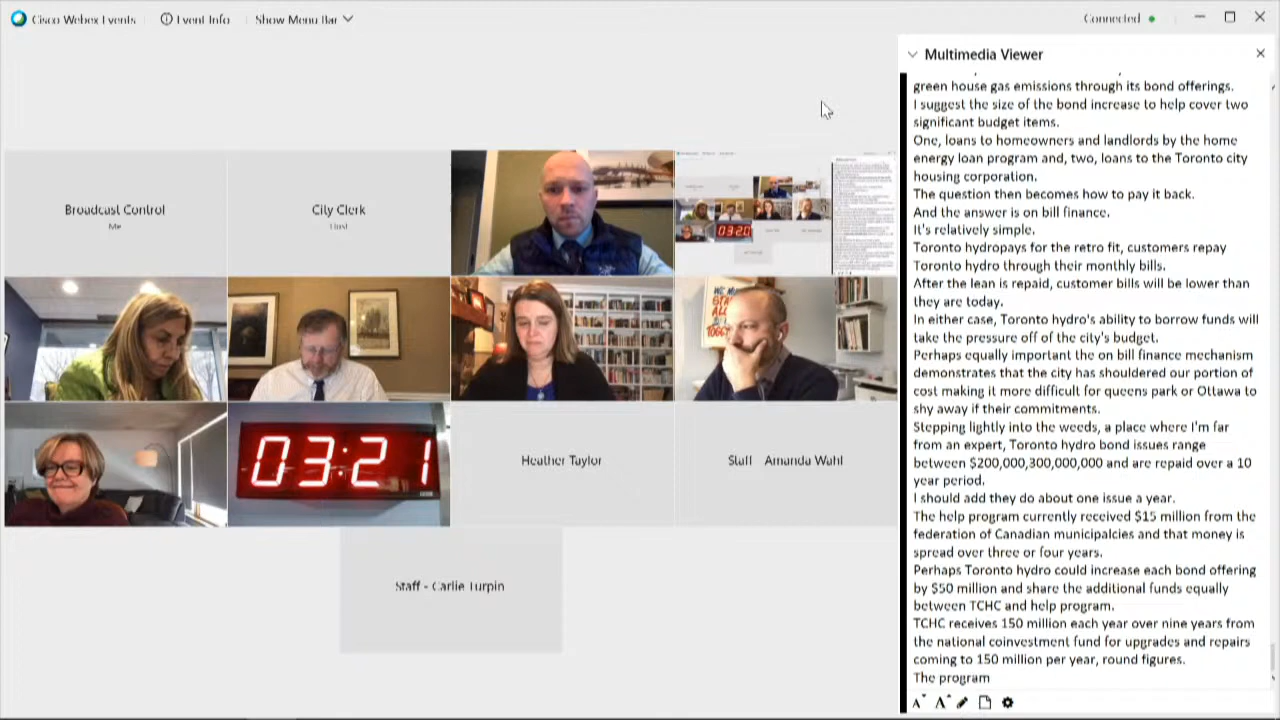 Cisco Webex Events
Event Info
Show Menu Bar
Connected
Multimedia Viewer
green house gas emissions through its bond offerings.
I suggest the size of the bond increase to help cover two
significant budget items.
One, loans to homeowners and landlords by the home
energy loan program and, two, loans to the Toronto city
housing corporation.
The question then becomes how to pay it back.
And the answer is on bill finance.
It's relatively simple.
Toronto hydropays for the retro fit, customers repay
Toronto hydro through their monthly bills.
After the lean is repaid, customer bills will be lower than
they are today.
In either case, Toronto hydro's ability to borrow funds will
take the pressure off of the city's budget.
Perhaps equally important the on bill finance mechanism
demonstrates that the city has shouldered our portion of
cost making it more difficult for queens park or Ottawa to
shy away if their commitments.
Stepping lightly into the weeds, a place where I'm far
from an expert, Toronto hydro bond issues range
between $200,000,300,000,000 and are repaid over a 10
year period.
I should add they do about one issue a year.
The help program currently received $15 million from the
federation of Canadian municipalcies and that money is
spread over three or four years.
Perhaps Toronto hydro could increase each bond offering
by $50 million and share the additional funds equally
between TCHC and help program.
TCHC receives 150 million each year over nine years from
the national coinvestment fund for upgrades and repairs
coming to 150 million per year, round figures.
The program
Broadcast Control
Me
City Clerk
Host
03:20
03:21
Heather Taylor
Staff Amanda Wahl
Staff - Carlie Turpin